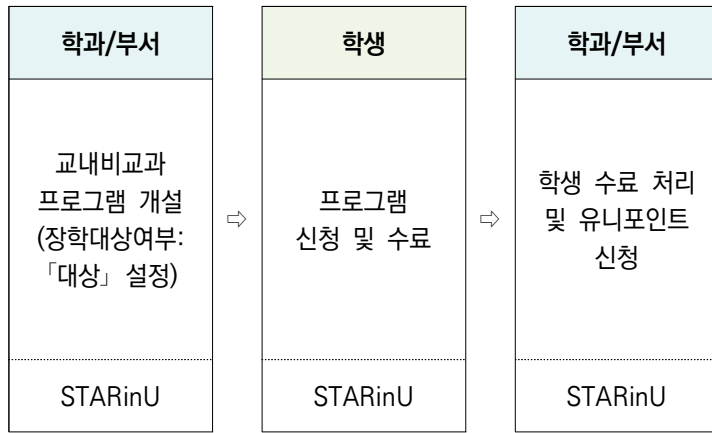 학과/부서
교내비교과
프로그램 개설
(장학대상여부:
「대상」 설정)
STARinU
⇨
학생
프로그램
신청 및 수료
STARinU
⇨
학과/부서
학생 수료 처리
및 유니포인트
신청
STARinU